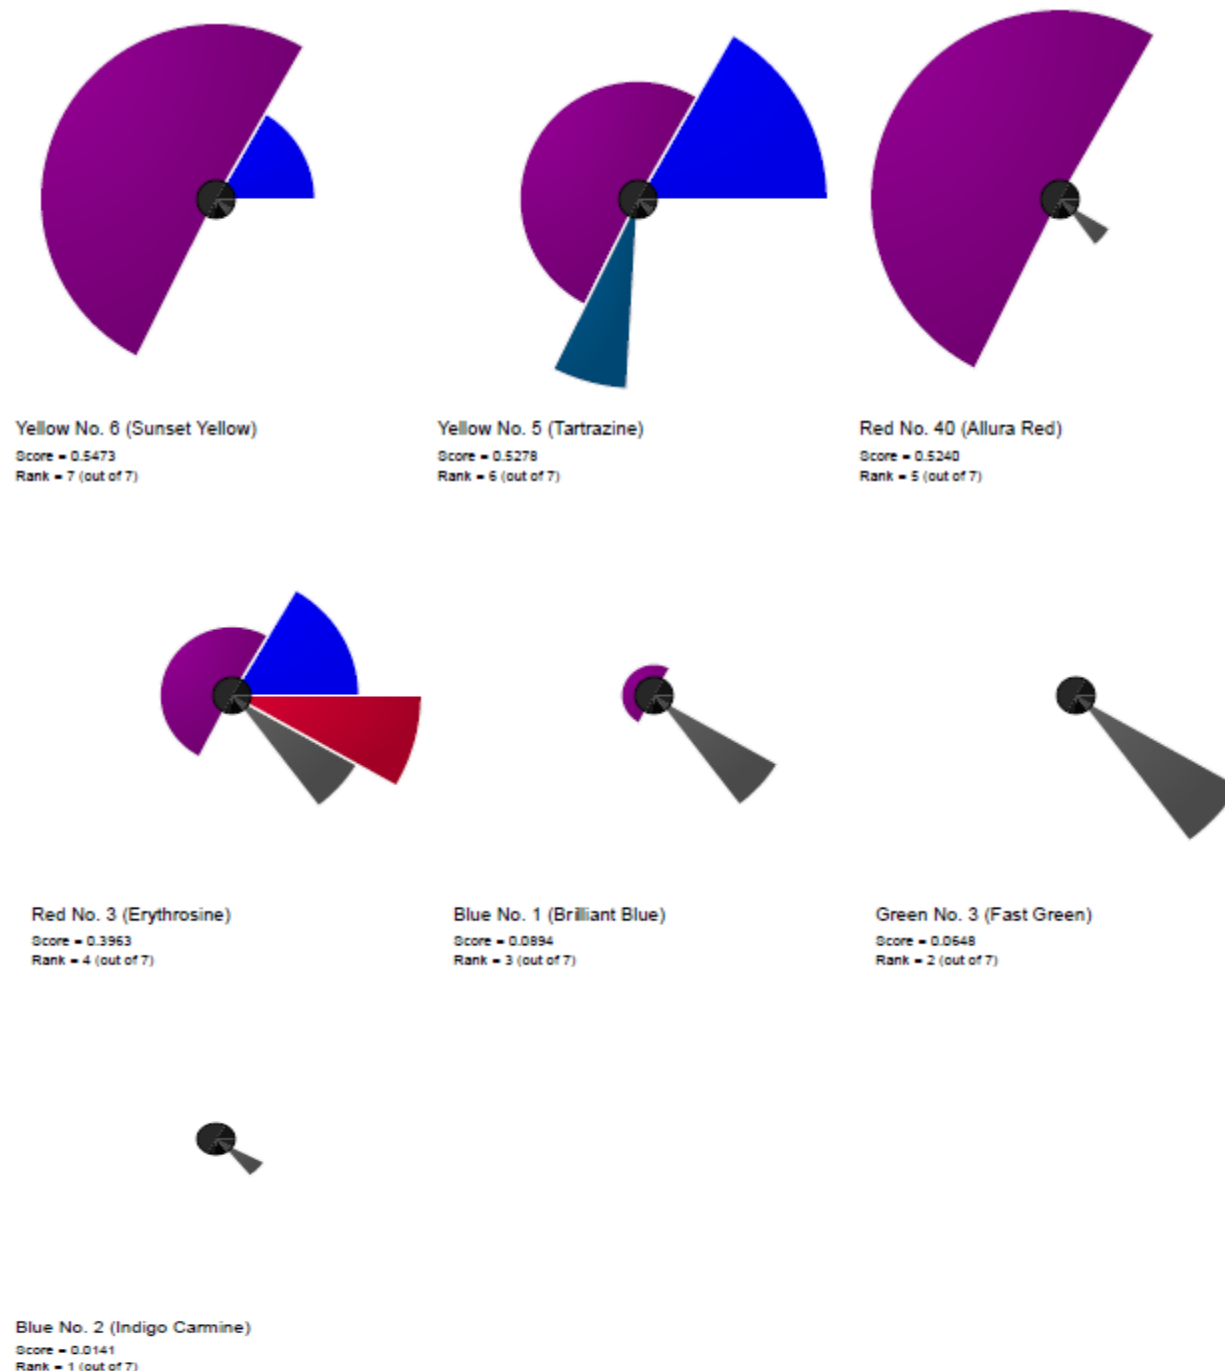 Yellow No. 6 (Sunset Yellow)
Score = 0.5473
Rank = 7 (out of 7)
Yellow No. 5 (Tartrazine)
Score = 0.5278
Rank = 6 (out of 7)
Red No. 40 (Allura Red)
Score = 0.5240
Rank = 5 (out of 7)
Red No. 3 (Erythrosine)
Score = 0.3963
Rank = 4 (out of 7)
Blue No. 1 (Brilliant Blue)
Score = 0.0894
Rank = 3 (out of 7)
Green No. 3 (Fast Green)
Score = 0.0648
Rank = 2 (out of 7)
Blue No. 2 (Indigo Carmine)
Score = 0.0141
Rank = 1 (out of 7)